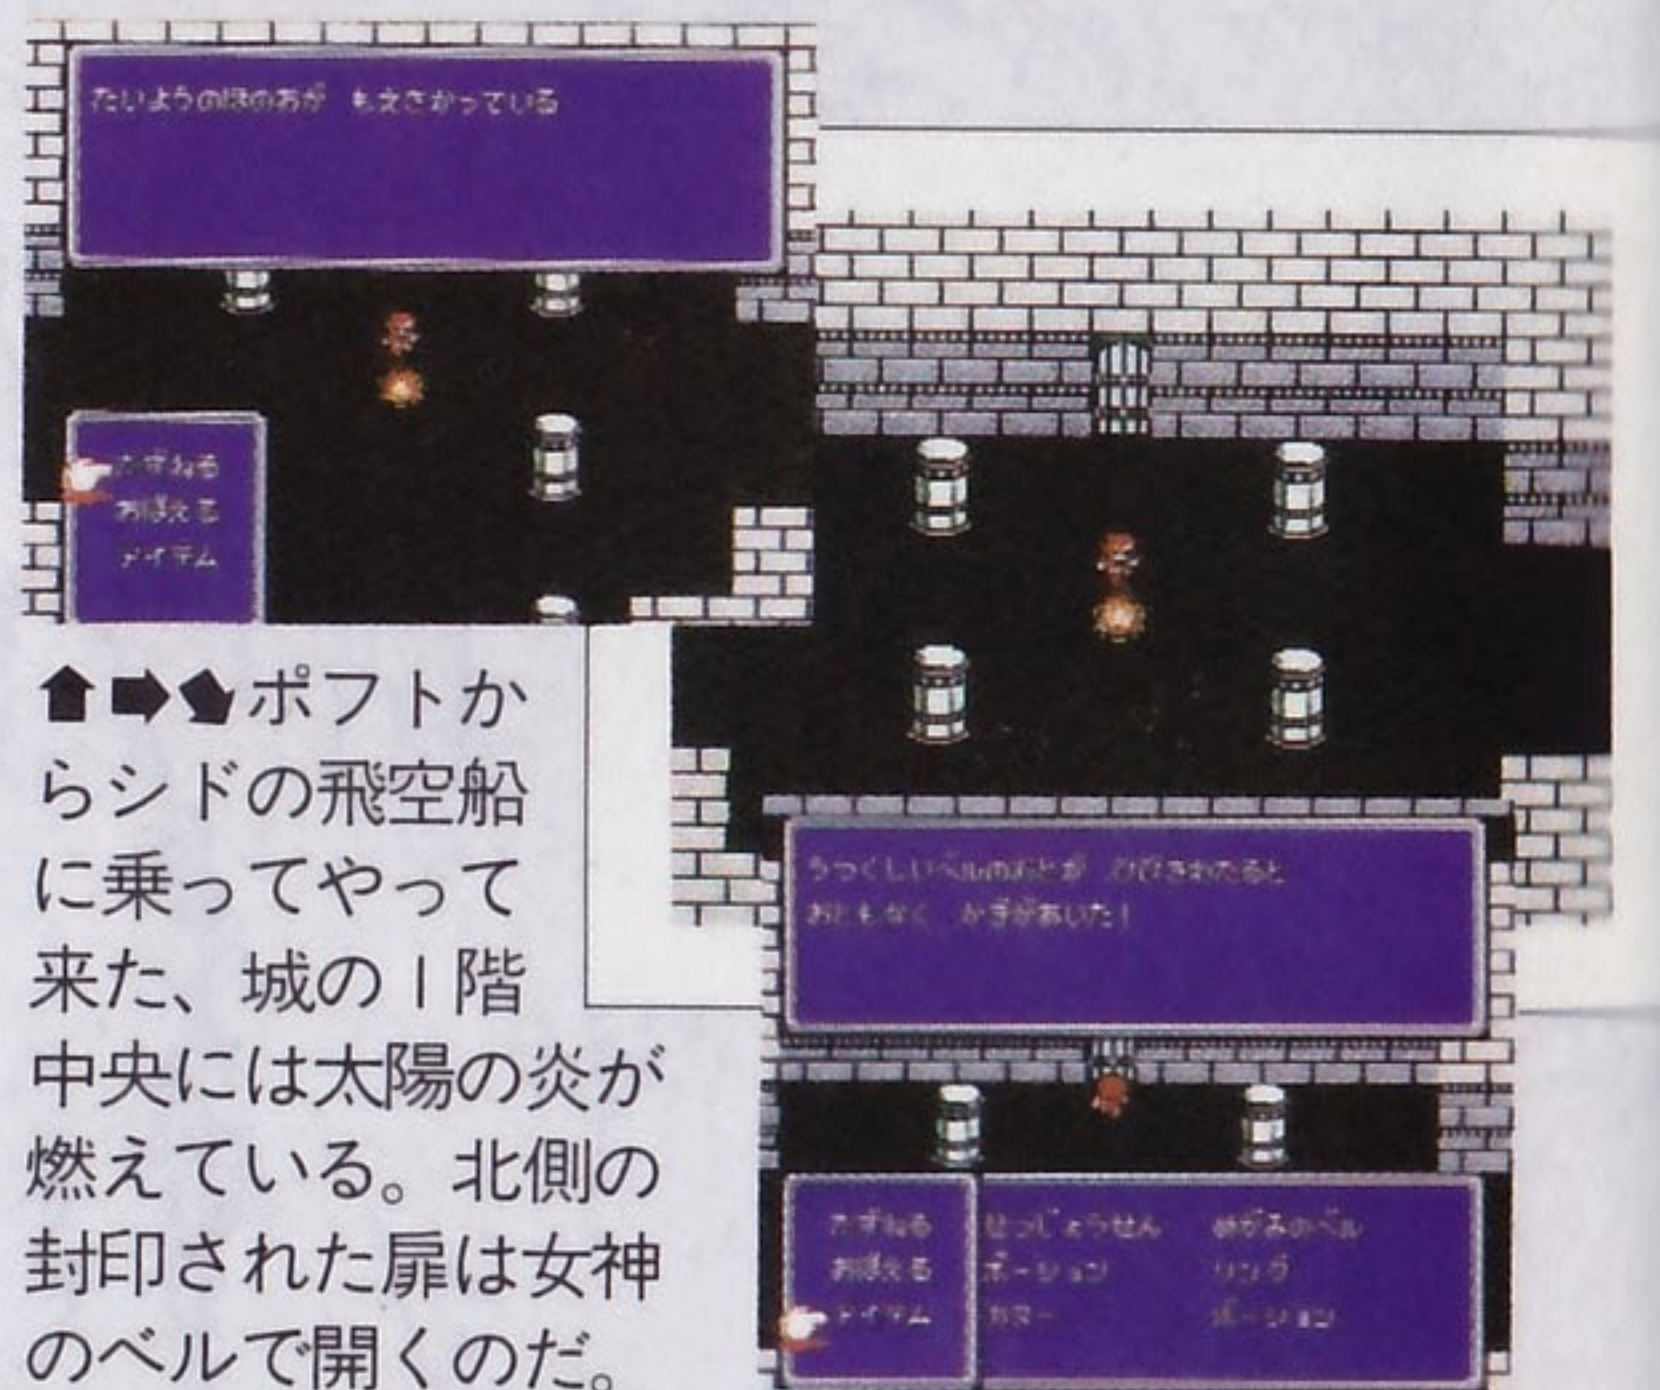 たいようのほのおが もえさかっている
たずねる
おぼえる
アイテム
⬆➡⬊ポフトか
らシドの飛空船
に乗ってやって
来た、城の1階
中央には太陽の炎が
燃えている。北側の
封印された扉は女神
のベルで開くのだ。
うつくしいベルのおとが ひびきわたると
おともなく かぎがあいた!
たずねる せつじょうせん めがみのベル
おぼえる ポーション リング
アイテム カヌー ポーション